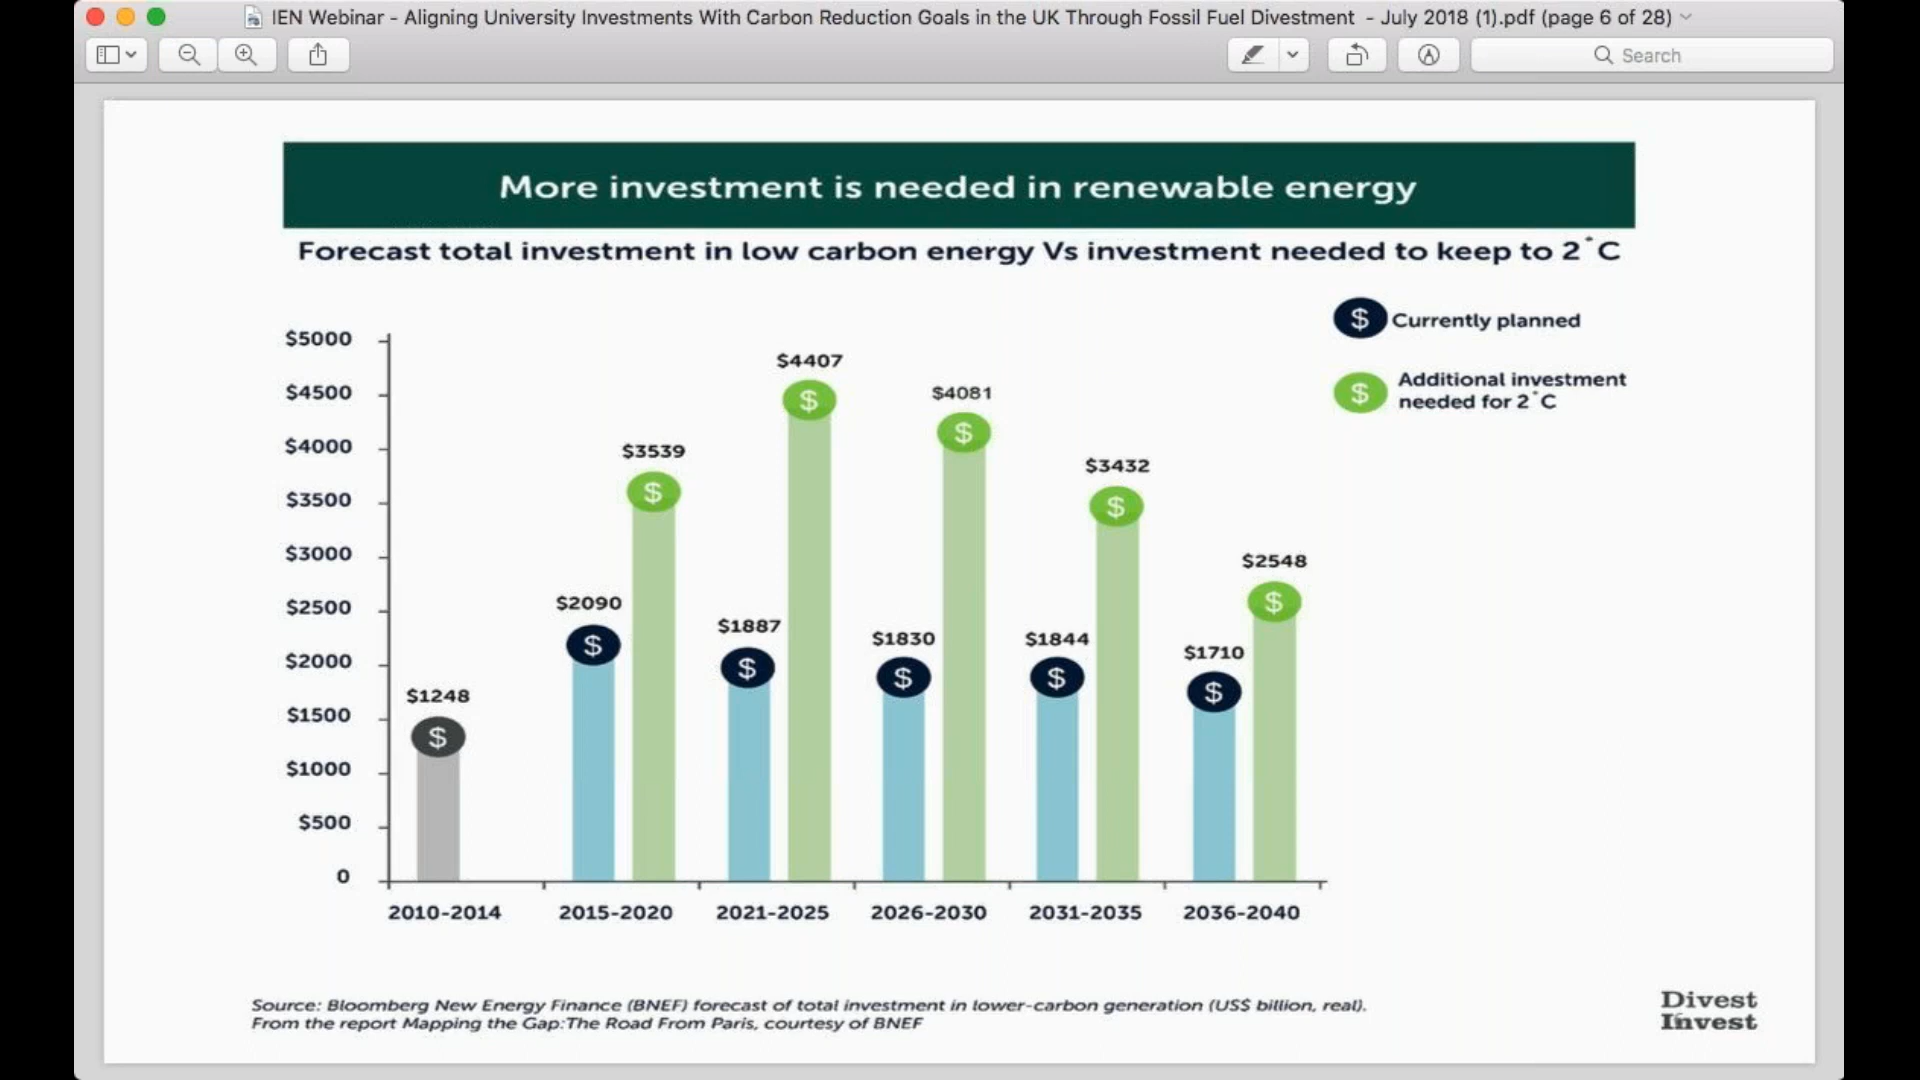 IEN Webinar - Aligning University Investments With Carbon Reduction Goals in the UK Through Fossil Fuel Divestment - July 2018 (1).pdf (page 6 of 28)
Search
More investment is needed in renewable energy
Forecast total investment in low carbon energy Vs investment needed to keep to 2°C
$ Currently planned
$ Additional investment
needed for 2°C
$5000
$4500
$4000
$3500
$3000
$2500
$2000
$1500
$1000
$500
0
$1248
$
$2090
$
$3539
$
$1887
$
$4407
$
$1830
$
$4081
$
$1844
$
$3432
$
$1710
$
$2548
$
2010-2014 2015-2020 2021-2025 2026-2030 2031-2035 2036-2040
Source: Bloomberg New Energy Finance (BNEF) forecast of total investment in lower-carbon generation (US$ billion, real).
From the report Mapping the Gap:The Road From Paris, courtesy of BNEF
Divest
Invest